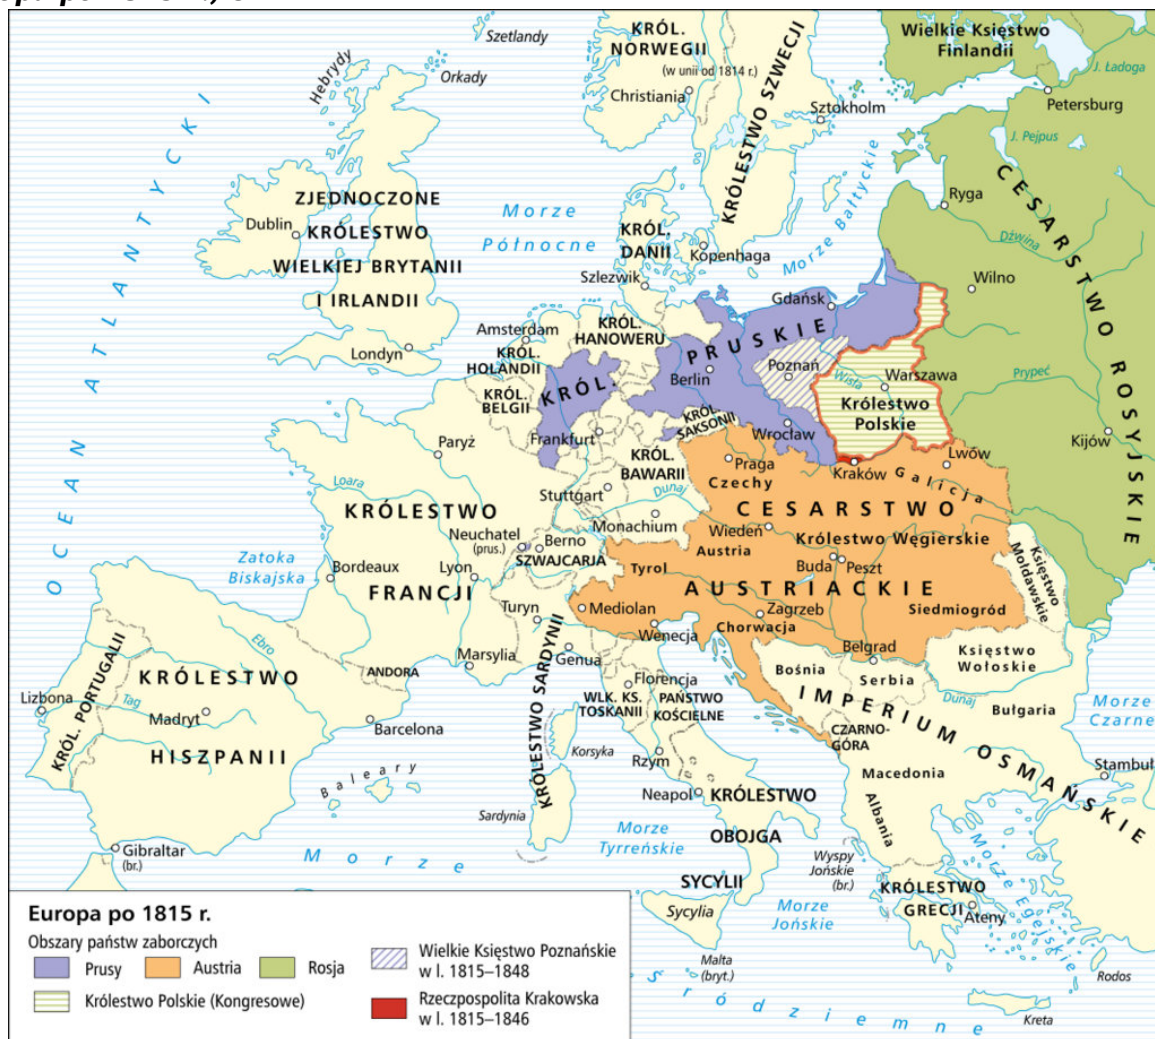 Szetlandy
Hebrydy
Orkady
KRÓL.
NORWEGII
(w unii od 1814 r.)
Christiania
KRÓLESTWO SZWECJI
Sztokholm
Wielkie Księstwo
Finlandii
J. Ładoga
Petersburg
J. Pejpus
CESARSTWO ROSYJSKIE
Ryga
Dźwina
Wilno
Prypeć
Kijów
OCEAN ATLANTYCKI
ZJEDNOCZONE
KRÓLESTWO
WIELKIEJ BRYTANII
I IRLANDII
Dublin
Londyn
Morze
Północne
KRÓL.
DANII
Kopenhaga
Szlezwik
Morze Bałtyckie
Gdańsk
KRÓL. PRUSKIE
Poznań
Berlin
Wrocław
Wisła
Warszawa
Królestwo
Polskie
Amsterdam
KRÓL.
HOLANDII
KRÓL.
HANOWERU
KRÓL.
BELGII
Frankfurt
KRÓL.
SAKSONII
KRÓL.
BAWARII
Stuttgart
Dunaj
Monachium
Paryż
Loara
KRÓLESTWO
FRANCJI
Neuchatel
(prus.)
Berno
SZWAJCARJA
Lyon
Bordeaux
Zatoka
Biskajska
Turyn
Marsylia
Genua
ANDORA
Praga
Czechy
Kraków
Lwów
Galicja
CESARSTWO
AUSTRIACKIE
Wiedeń
Austria
Królestwo Węgierskie
Buda
Peszt
Tyrol
Mediolan
Wenecja
Zagrzeb
Chorwacja
Siedmiogród
Belgrad
Księstwo
Mołdawskie
Księstwo
Wołoskie
Bośnia
Serbia
IMPERIUM OSMAŃSKIE
Dunaj
Bułgaria
Morze
Czarne
Stambuł
CZARNO-
GÓRA
Macedonia
Albania
KRÓL. PORTUGALII
Lizbona
Tag
Ebro
KRÓLESTWO
HISZPANII
Madryt
Barcelona
Baleary
Gibraltar
(br.)
KRÓLESTWO SARDYNII
Korsyka
Sardynia
Florencja
WLK. KS.
TOSKANII
PAŃSTWO
KOŚCIELNE
Rzym
Neapol
KRÓLESTWO
OBOJGA
SYCYLII
Sycylia
Morze
Tyrreńskie
Morze
Jońskie
Wyspy
Jońskie
(br.)
KRÓLESTWO
GRECJI
Ateny
Morze Egejskie
Rodos
Kreta
Malta
(bryt.)
Morze
Śródziemne
Europa po 1815 r.
Obszary państw zaborczych
Prusy
Austria
Rosja
Królestwo Polskie (Kongresowe)
Wielkie Księstwo Poznańskie
w l. 1815–1848
Rzeczpospolita Krakowska
w l. 1815–1846